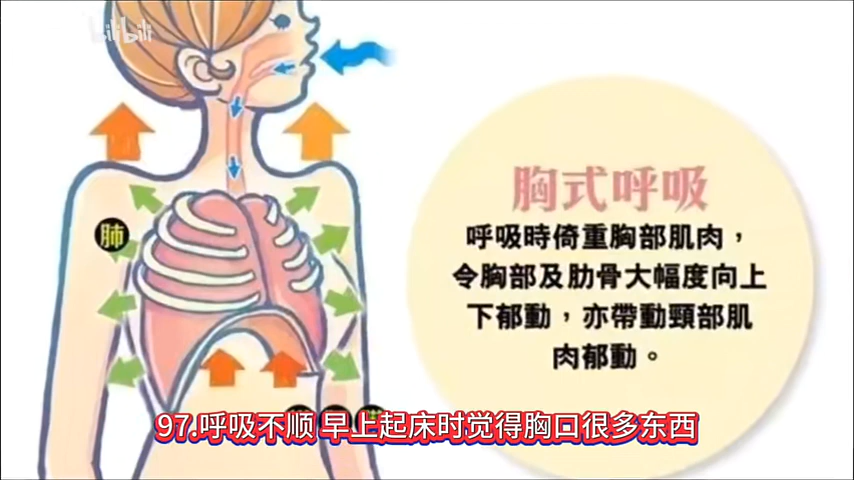 bilibili
胸式呼吸
呼吸時倚重胸部肌肉，
令胸部及肋骨大幅度向上
下郁動，亦帶動頸部肌
肉郁動。
肺
97.呼吸不顺 早上起床时觉得胸口很多东西